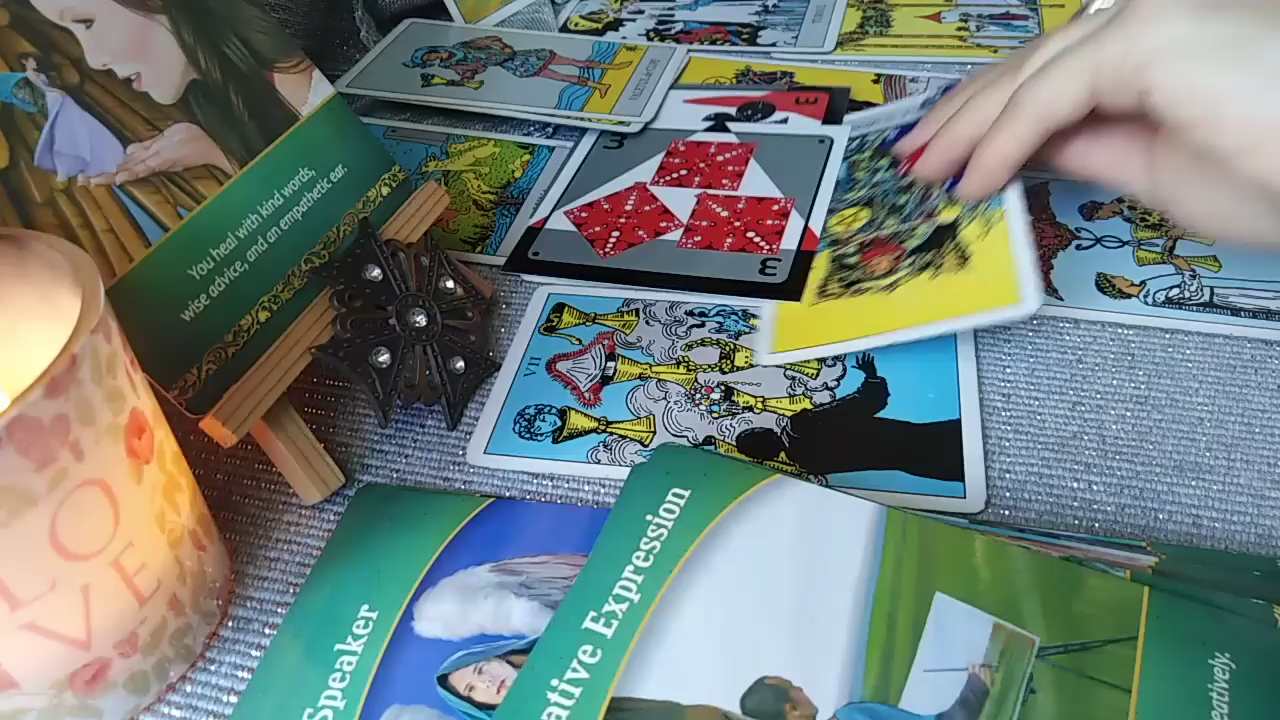 You heal with kind words,
wise advice, and an empathetic ear.
3
3
3
VII
LO
VE
Speaker
ative Expression
eatively.